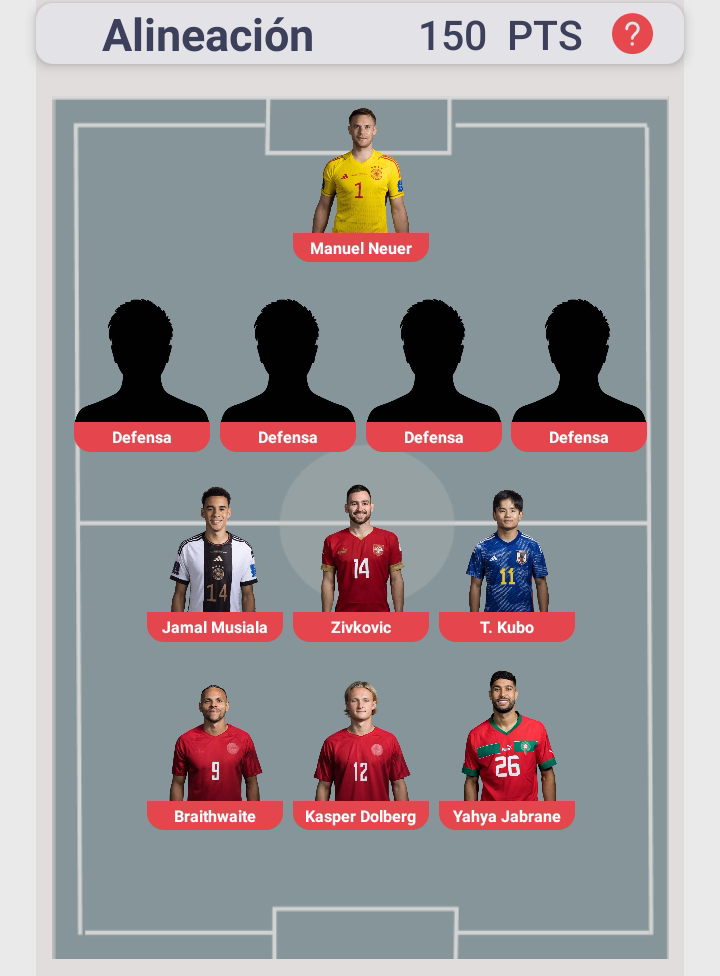 Alineación 150 PTS ?
1
Manuel Neuer
Defensa Defensa Defensa Defensa
14 14 11
Jamal Musiala Zivkovic T. Kubo
9 12 26
Braithwaite Kasper Dolberg Yahya Jabrane